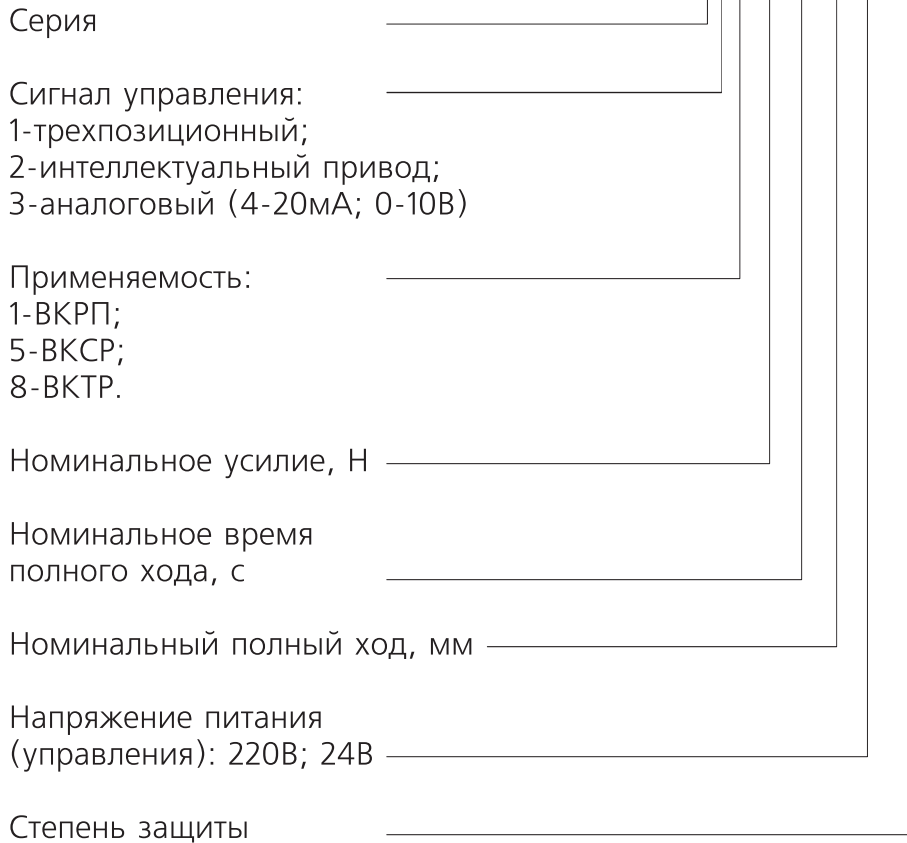 Серия
Сигнал управления:
1-трехпозиционный;
2-интеллектуальный привод;
3-аналоговый (4-20мА; 0-10В)
Применяемость:
1-ВКРП;
5-ВКСР;
8-ВКТР.
Номинальное усилие, Н
Номинальное время
полного хода, с
Номинальный полный ход, мм
Напряжение питания
(управления): 220В; 24В
Степень защиты